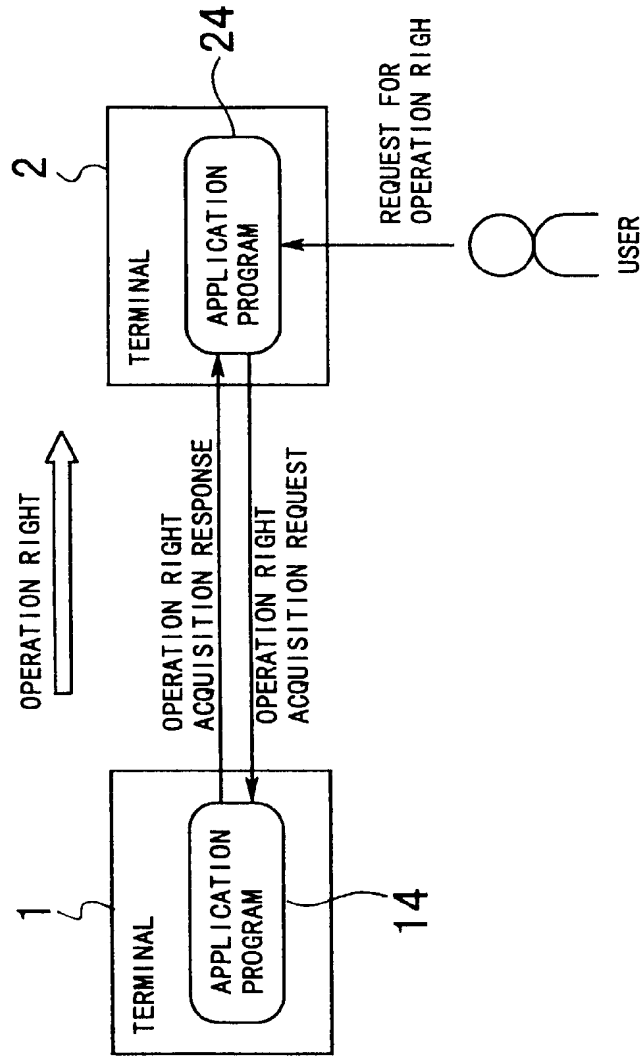 OPERATION RIGHT
1
TERMINAL
APPLICATION
PROGRAM
14
OPERATION RIGHT
ACQUISITION RESPONSE
OPERATION RIGHT
ACQUISITION REQUEST
2
TERMINAL
APPLICATION
PROGRAM
24
REQUEST FOR
OPERATION RIGH
USER